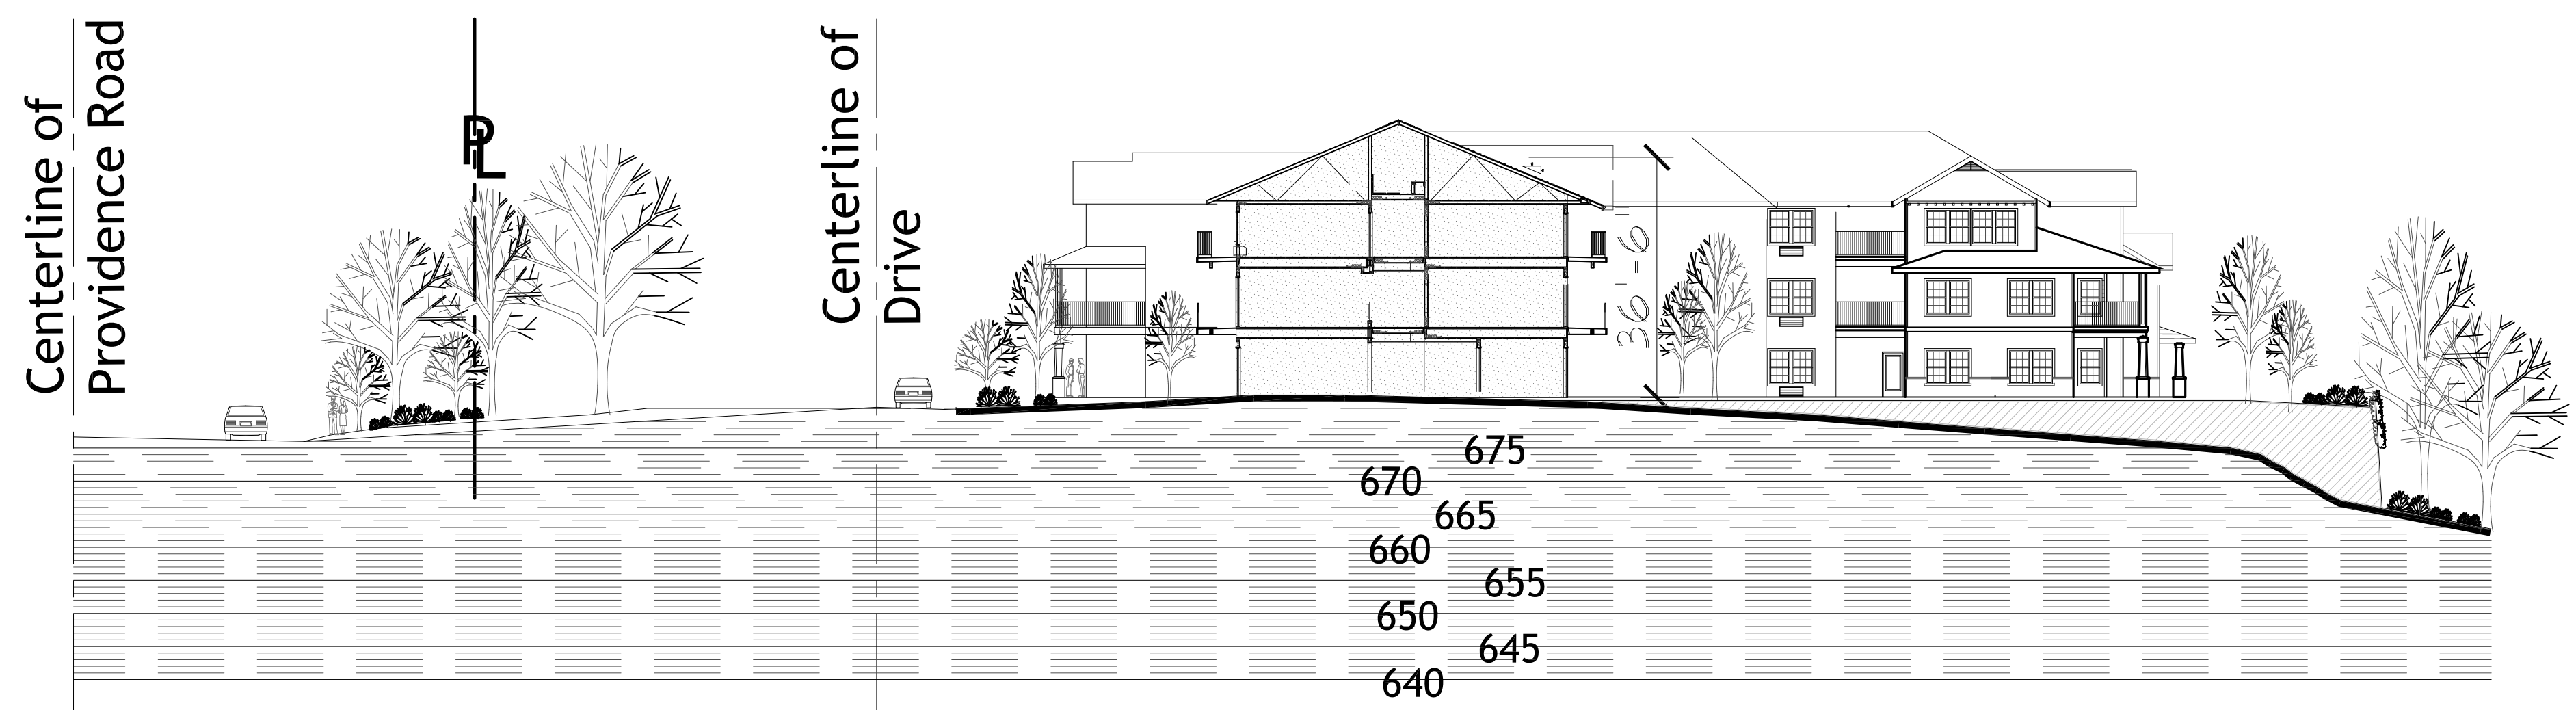 Centerline of
Providence Road
PL
Centerline of
Drive
36'-6"
675
670
665
660
655
650
645
640